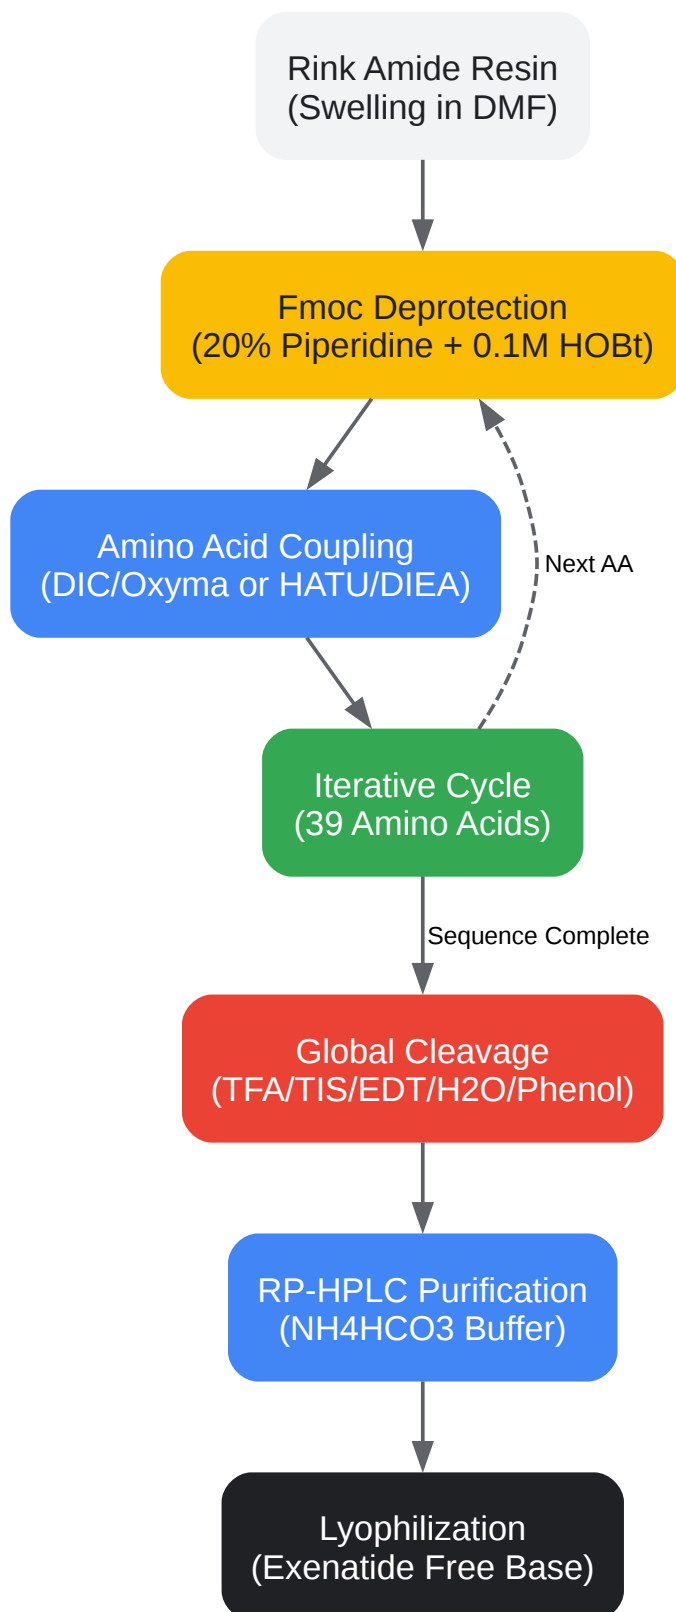 Rink Amide Resin
(Swelling in DMF)
Fmoc Deprotection
(20% Piperidine + 0.1M HOBt)
Amino Acid Coupling
(DIC/Oxyma or HATU/DIEA)
Next AA
Iterative Cycle
(39 Amino Acids)
Sequence Complete
Global Cleavage
(TFA/TIS/EDT/H2O/Phenol)
RP-HPLC Purification
(NH4HCO3 Buffer)
Lyophilization
(Exenatide Free Base)